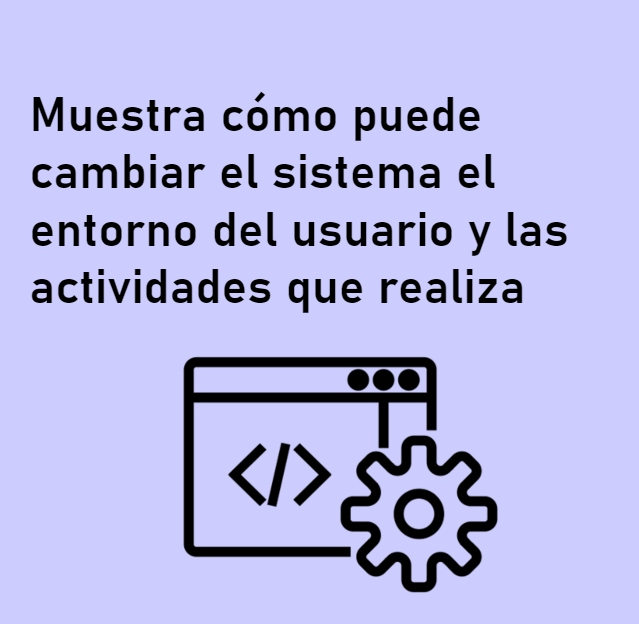 Muestra cómo puede
cambiar el sistema el
entorno del usuario y las
actividades que realiza
</>